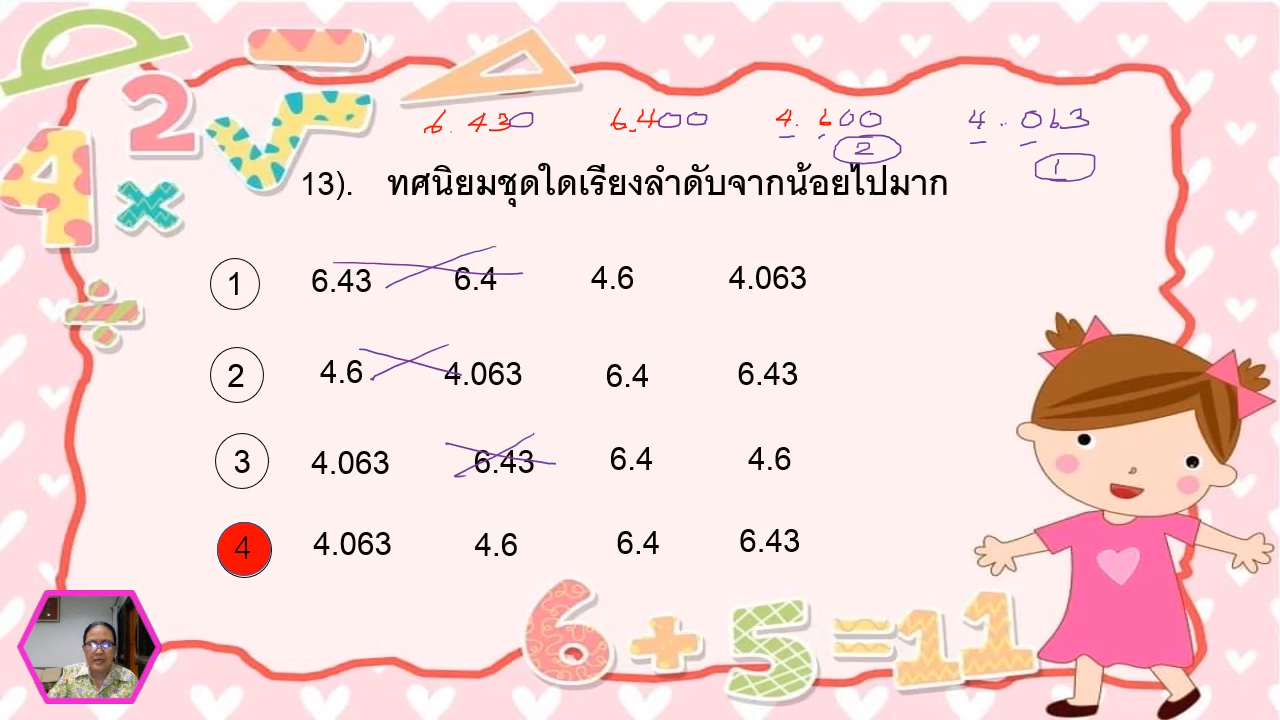 4 2 √
×
÷
6.430 6.400 4.600 4.063
2 1
13). ทศนิยมชุดใดเรียงลำดับจากน้อยไปมาก
1 6.43 6.4 4.6 4.063
2 4.6 4.063 6.4 6.43
3 4.063 6.43 6.4 4.6
4 4.063 4.6 6.4 6.43
6+5=11